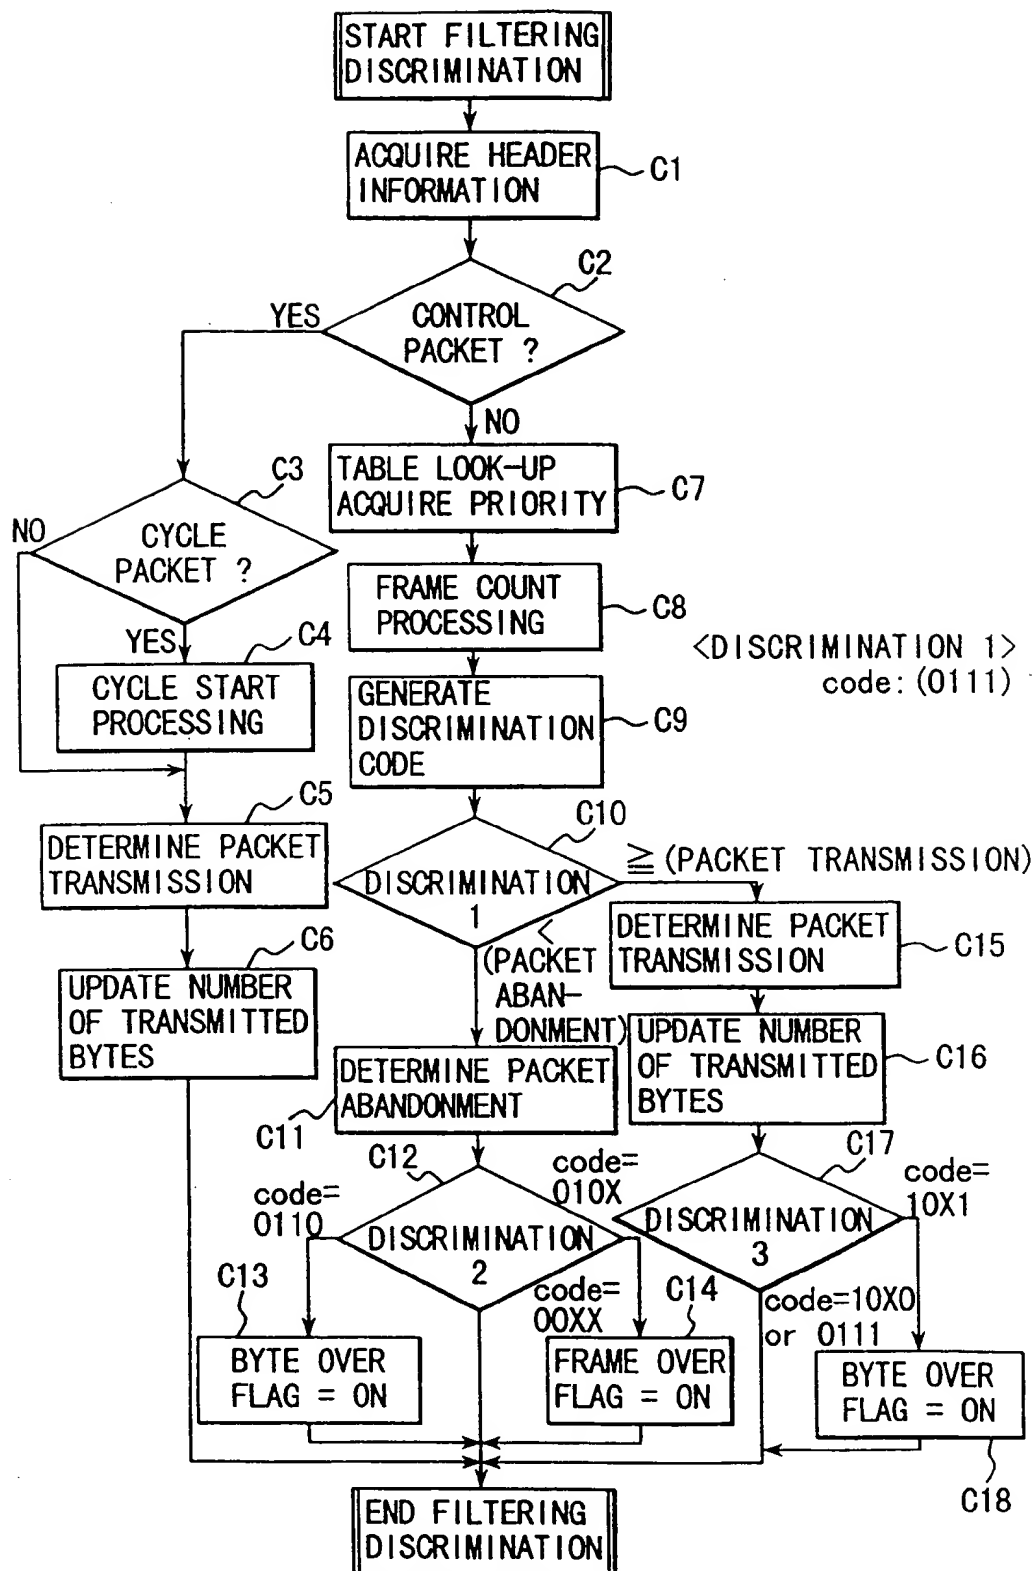 START FILTERING
DISCRIMINATION
ACQUIRE HEADER
INFORMATION
C1
C2
YES
CONTROL
PACKET ?
NO
C3
TABLE LOOK-UP
ACQUIRE PRIORITY
C7
NO
CYCLE
PACKET ?
FRAME COUNT
PROCESSING
C8
YES
C4
<DISCRIMINATION 1>
code:(0111)
CYCLE START
PROCESSING
GENERATE
DISCRIMINATION
CODE
C9
C5
C10
DETERMINE PACKET
TRANSMISSION
DISCRIMINATION
1
≧(PACKET TRANSMISSION)
<
(PACKET
ABAN-
DONMENT)
DETERMINE PACKET
TRANSMISSION
C15
C6
UPDATE NUMBER
OF TRANSMITTED
BYTES
UPDATE NUMBER
OF TRANSMITTED
BYTES
C16
DETERMINE PACKET
ABANDONMENT
C11
C12
C17
code=
0110
code=
010X
code=
10X1
DISCRIMINATION
2
DISCRIMINATION
3
C13
code=
00XX
C14
code=10X0
or 0111
BYTE OVER
FLAG = ON
FRAME OVER
FLAG = ON
BYTE OVER
FLAG = ON
C18
END FILTERING
DISCRIMINATION